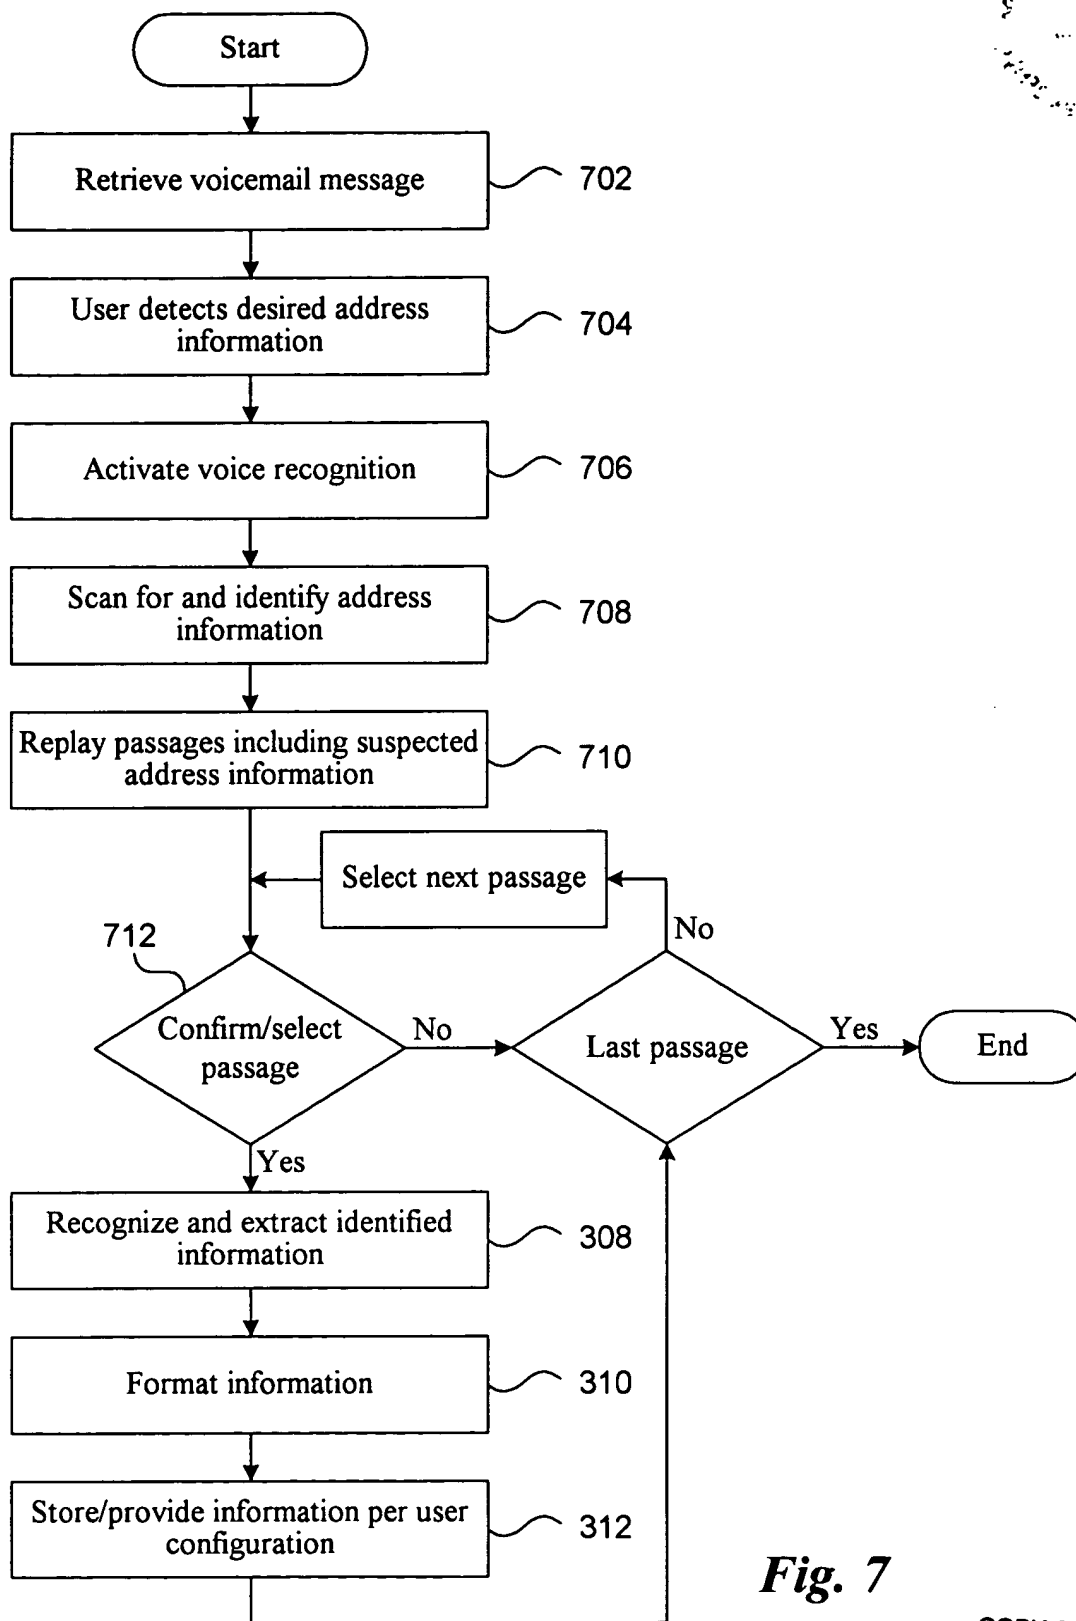 Start
Retrieve voicemail message
702
User detects desired address
information
704
Activate voice recognition
706
Scan for and identify address
information
708
Replay passages including suspected
address information
710
Select next passage
No
712
Confirm/select
passage
No
Last passage
Yes
End
Yes
Recognize and extract identified
information
308
Format information
310
Store/provide information per user
configuration
312
Fig. 7